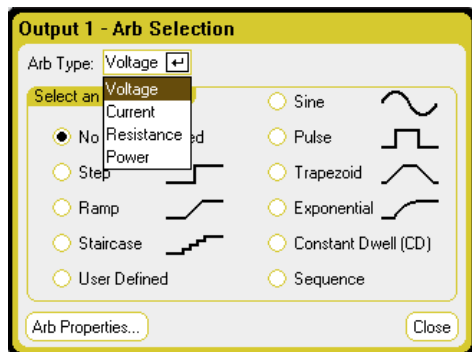 Output 1 - Arb Selection
Arb Type: Voltage
Voltage
Current
Resistance
Power
Select an
No
Step
Ramp
Staircase
User Defined
Sine
Pulse
Trapezoid
Exponential
Constant Dwell (CD)
Sequence
Arb Properties...
Close